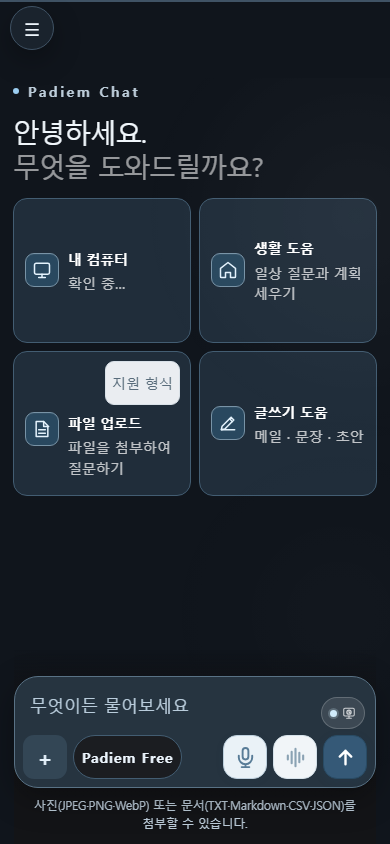 Padiem Chat
안녕하세요.
무엇을 도와드릴까요?
내 컴퓨터
확인 중...
생활 도움
일상 질문과 계획
세우기
지원 형식
파일 업로드
파일을 첨부하여
질문하기
글쓰기 도움
메일 · 문장 · 초안
무엇이든 물어보세요
+
Padiem Free
사진(JPEG·PNG·WebP) 또는 문서(TXT·Markdown·CSV·JSON)를
첨부할 수 있습니다.